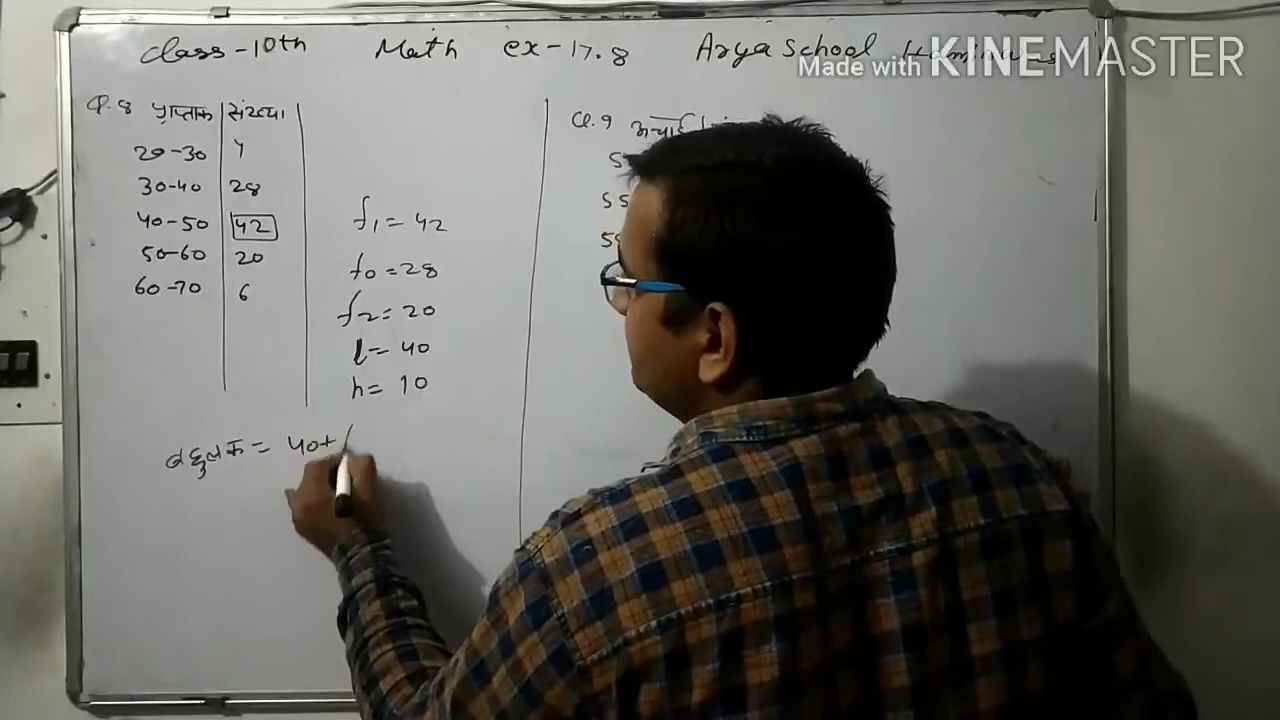 Class-10th Math ex-17.8 Arya School
Made with KINEMASTER
Q.8 प्राप्तांक संख्या
20-30 4
30-40 28
40-50 42
50-60 20
60-70 6
f1=42
f0=28
f2=20
l=40
h=10
बहुलक= 40+(
Q.9